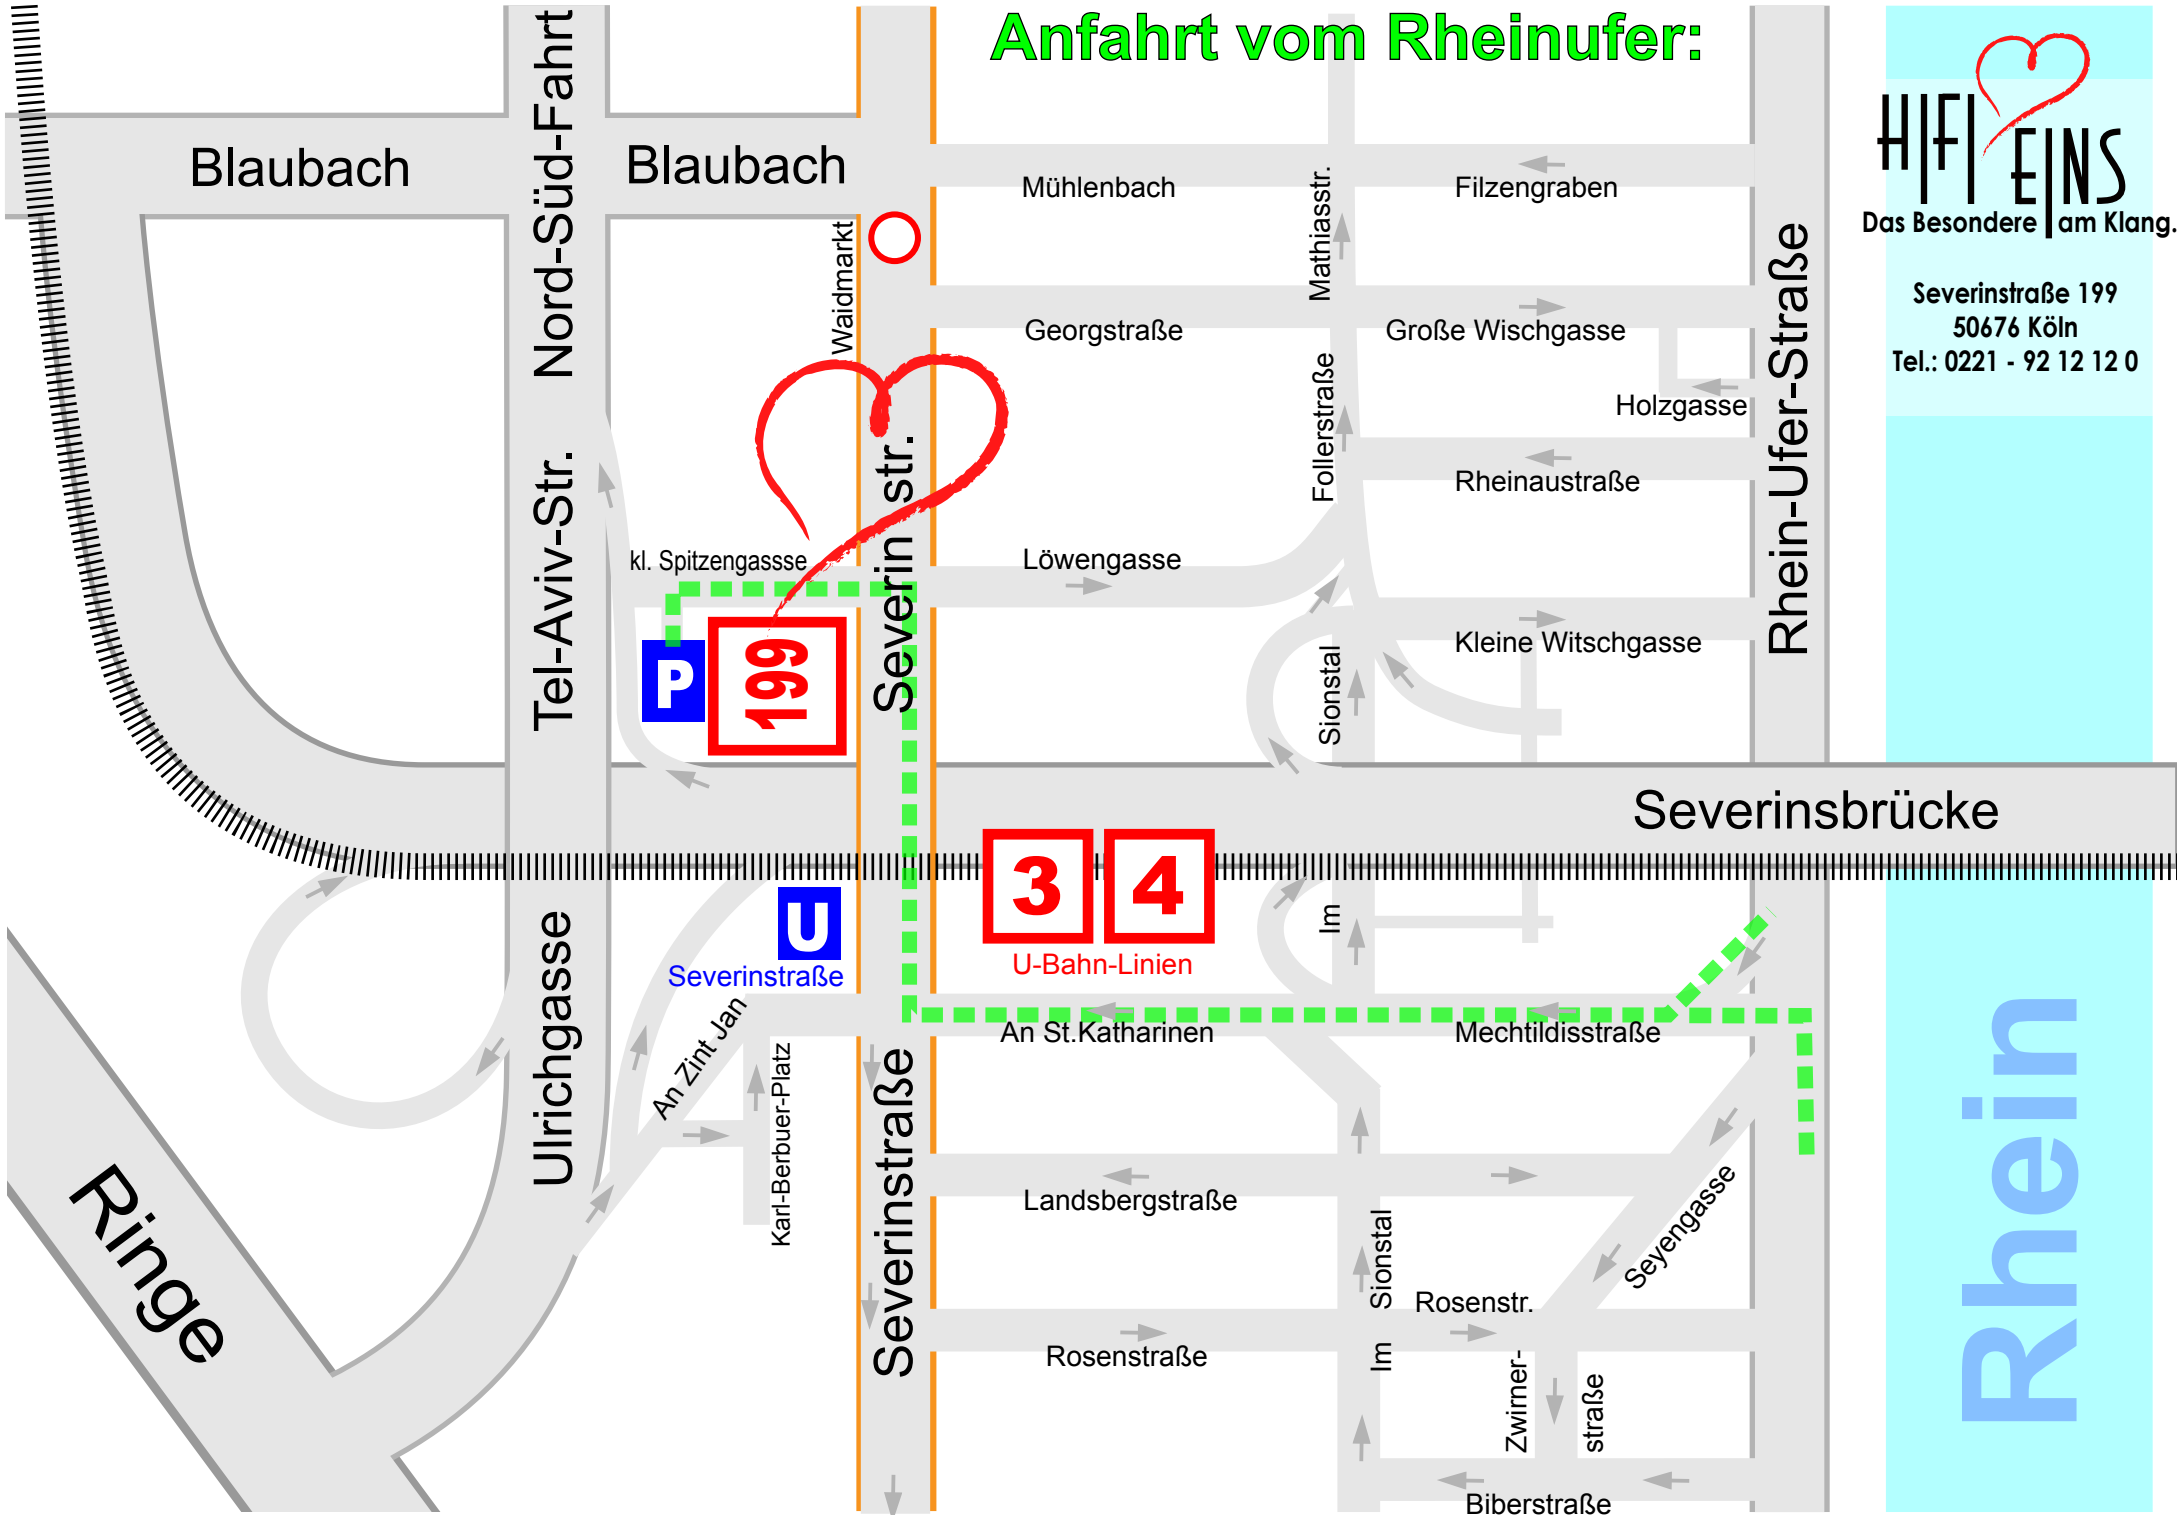 Anfahrt vom Rheinufer:
HIFI EINS
Das Besondere am Klang.
Severinstraße 199
50676 Köln
Tel.: 0221 - 92 12 12 0
Blaubach
Nord-Süd-Fahrt
Blaubach
Waidmarkt
Mühlenbach
Mathiasstr.
Filzengraben
Georgstraße
Große Wischgasse
Holzgasse
Rhein-Ufer-Straße
Follerstraße
Rheinaustraße
Tel-Aviv-Str.
Severin str.
kl. Spitzengassse
Löwengasse
Kleine Witschgasse
P
199
Sionstal
Severinsbrücke
3
4
U-Bahn-Linien
U
Severinstraße
Im
Ulrichgasse
An Zint Jan
An St.Katharinen
Mechtildisstraße
Karl-Berbuer-Platz
Severinstraße
Landsbergstraße
Seyengasse
Ringe
Im Sionstal
Rosenstr.
Rosenstraße
Zwirner-
straße
Biberstraße
Rhein